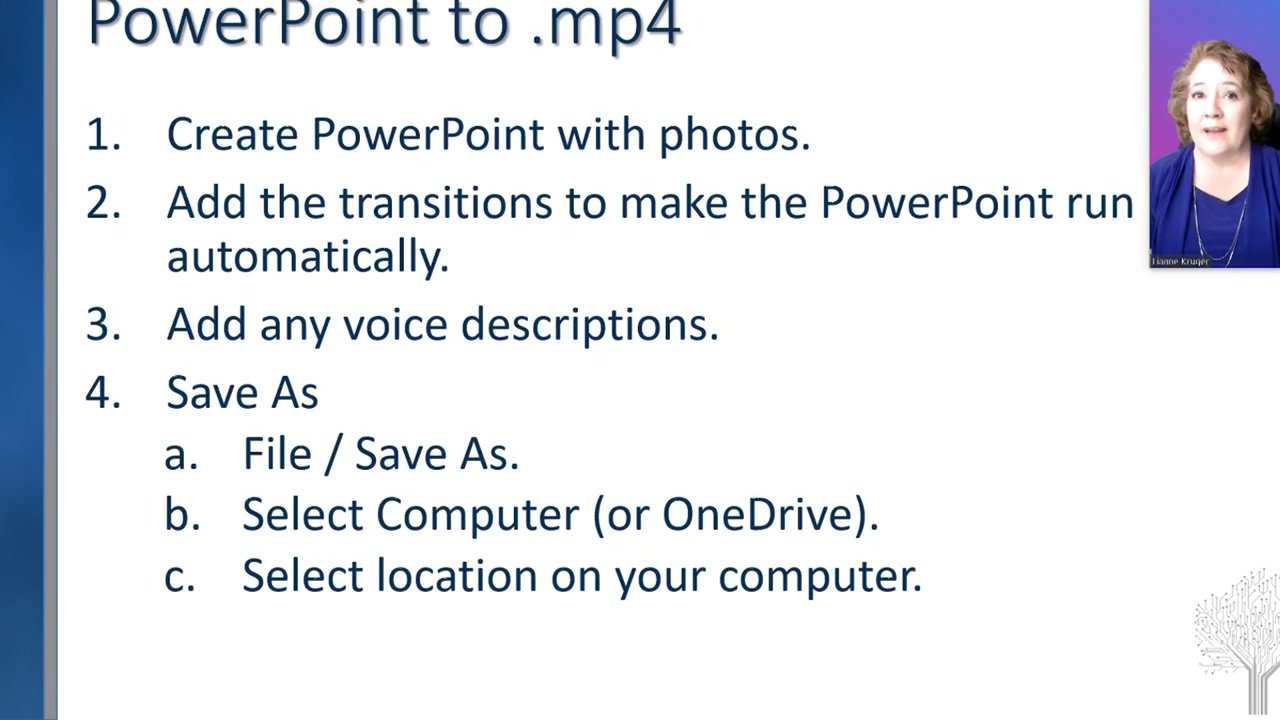 PowerPoint to .mp4
1. Create PowerPoint with photos.
2. Add the transitions to make the PowerPoint run
automatically.
3. Add any voice descriptions.
4. Save As
a. File / Save As.
b. Select Computer (or OneDrive).
c. Select location on your computer.
Lianne Kruger